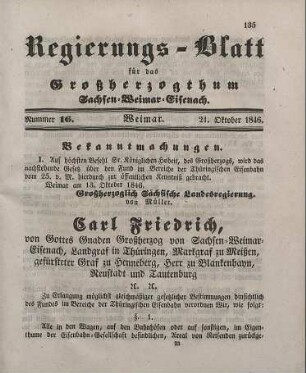 135
Regierungs-Blatt
für das
Großherzogthum
Sachsen-Weimar-Eisenach.
Nummer 16. Weimar. 21. Oktober 1846.
Bekanntmachungen.
I. Auf höchsten Befehl Sr. Königlichen Hoheit, des Großherzogs, wird das
nachstehende Gesetz über den Fund im Bereiche der Thüringischen Eisenbahn
vom 25. v. M. hierdurch zur öffentlichen Kenntniß gebracht.
Weimar am 13. Oktober 1846.
Großherzoglich Sächsische Landesregierung.
von Müller.
Carl Friedrich,
von Gottes Gnaden Großherzog von Sachsen-Weimar-
Eisenach, Landgraf in Thüringen, Markgraf zu Meißen,
gefürsteter Graf zu Henneberg, Herr zu Blankenhayn,
Neustadt und Tautenburg
ꝛc. ꝛc.
Zu Erlangung möglichst gleichmäßiger gesetzlicher Bestimmungen hinsichtlich
des Fundes im Bereiche der Thüringischen Eisenbahn verordnen Wir, wie folgt:
§. 1.
Alle in den Wagen, auf den Bahnhöfen oder auf sonstigen, im Eigen-
thume der Eisenbahn-Gesellschaft befindlichen, Areal von Reisenden zurückge-